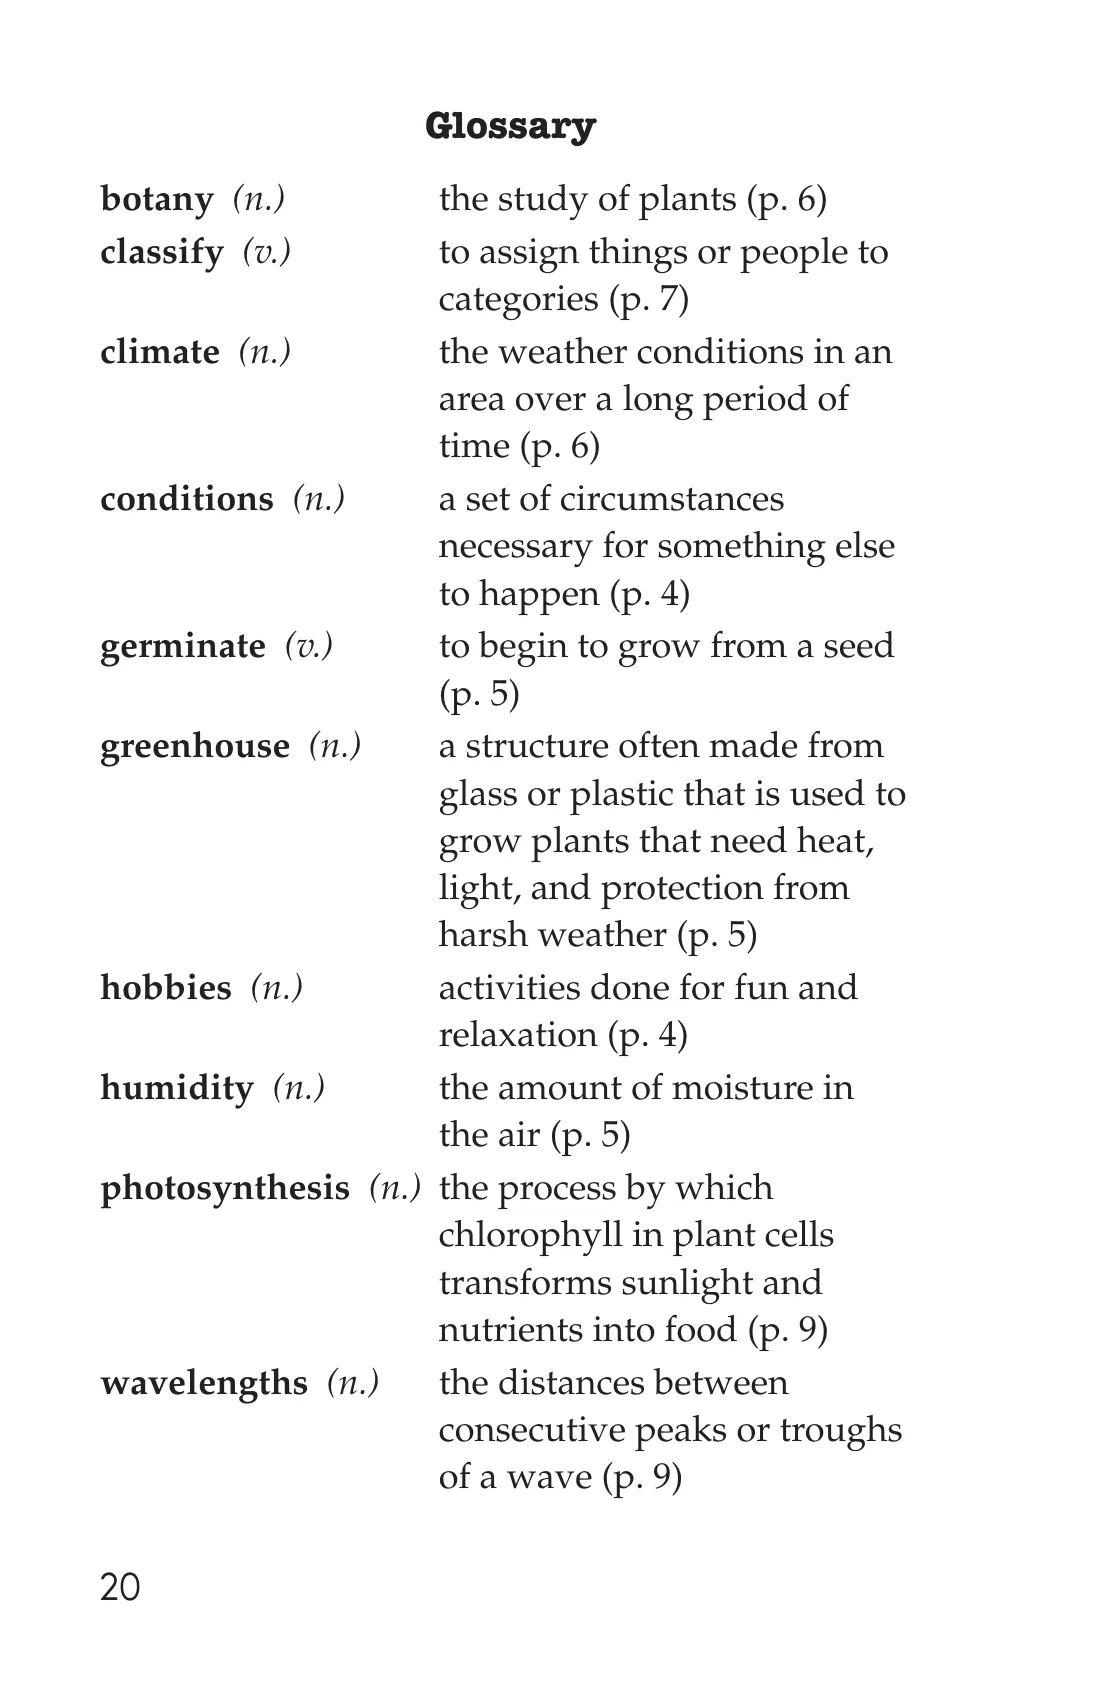 Glossary
botany (n.) the study of plants (p. 6)
classify (v.) to assign things or people to
categories (p. 7)
climate (n.) the weather conditions in an
area over a long period of
time (p. 6)
conditions (n.) a set of circumstances
necessary for something else
to happen (p. 4)
germinate (v.) to begin to grow from a seed
(p. 5)
greenhouse (n.) a structure often made from
glass or plastic that is used to
grow plants that need heat,
light, and protection from
harsh weather (p. 5)
hobbies (n.) activities done for fun and
relaxation (p. 4)
humidity (n.) the amount of moisture in
the air (p. 5)
photosynthesis (n.) the process by which
chlorophyll in plant cells
transforms sunlight and
nutrients into food (p. 9)
wavelengths (n.) the distances between
consecutive peaks or troughs
of a wave (p. 9)
20